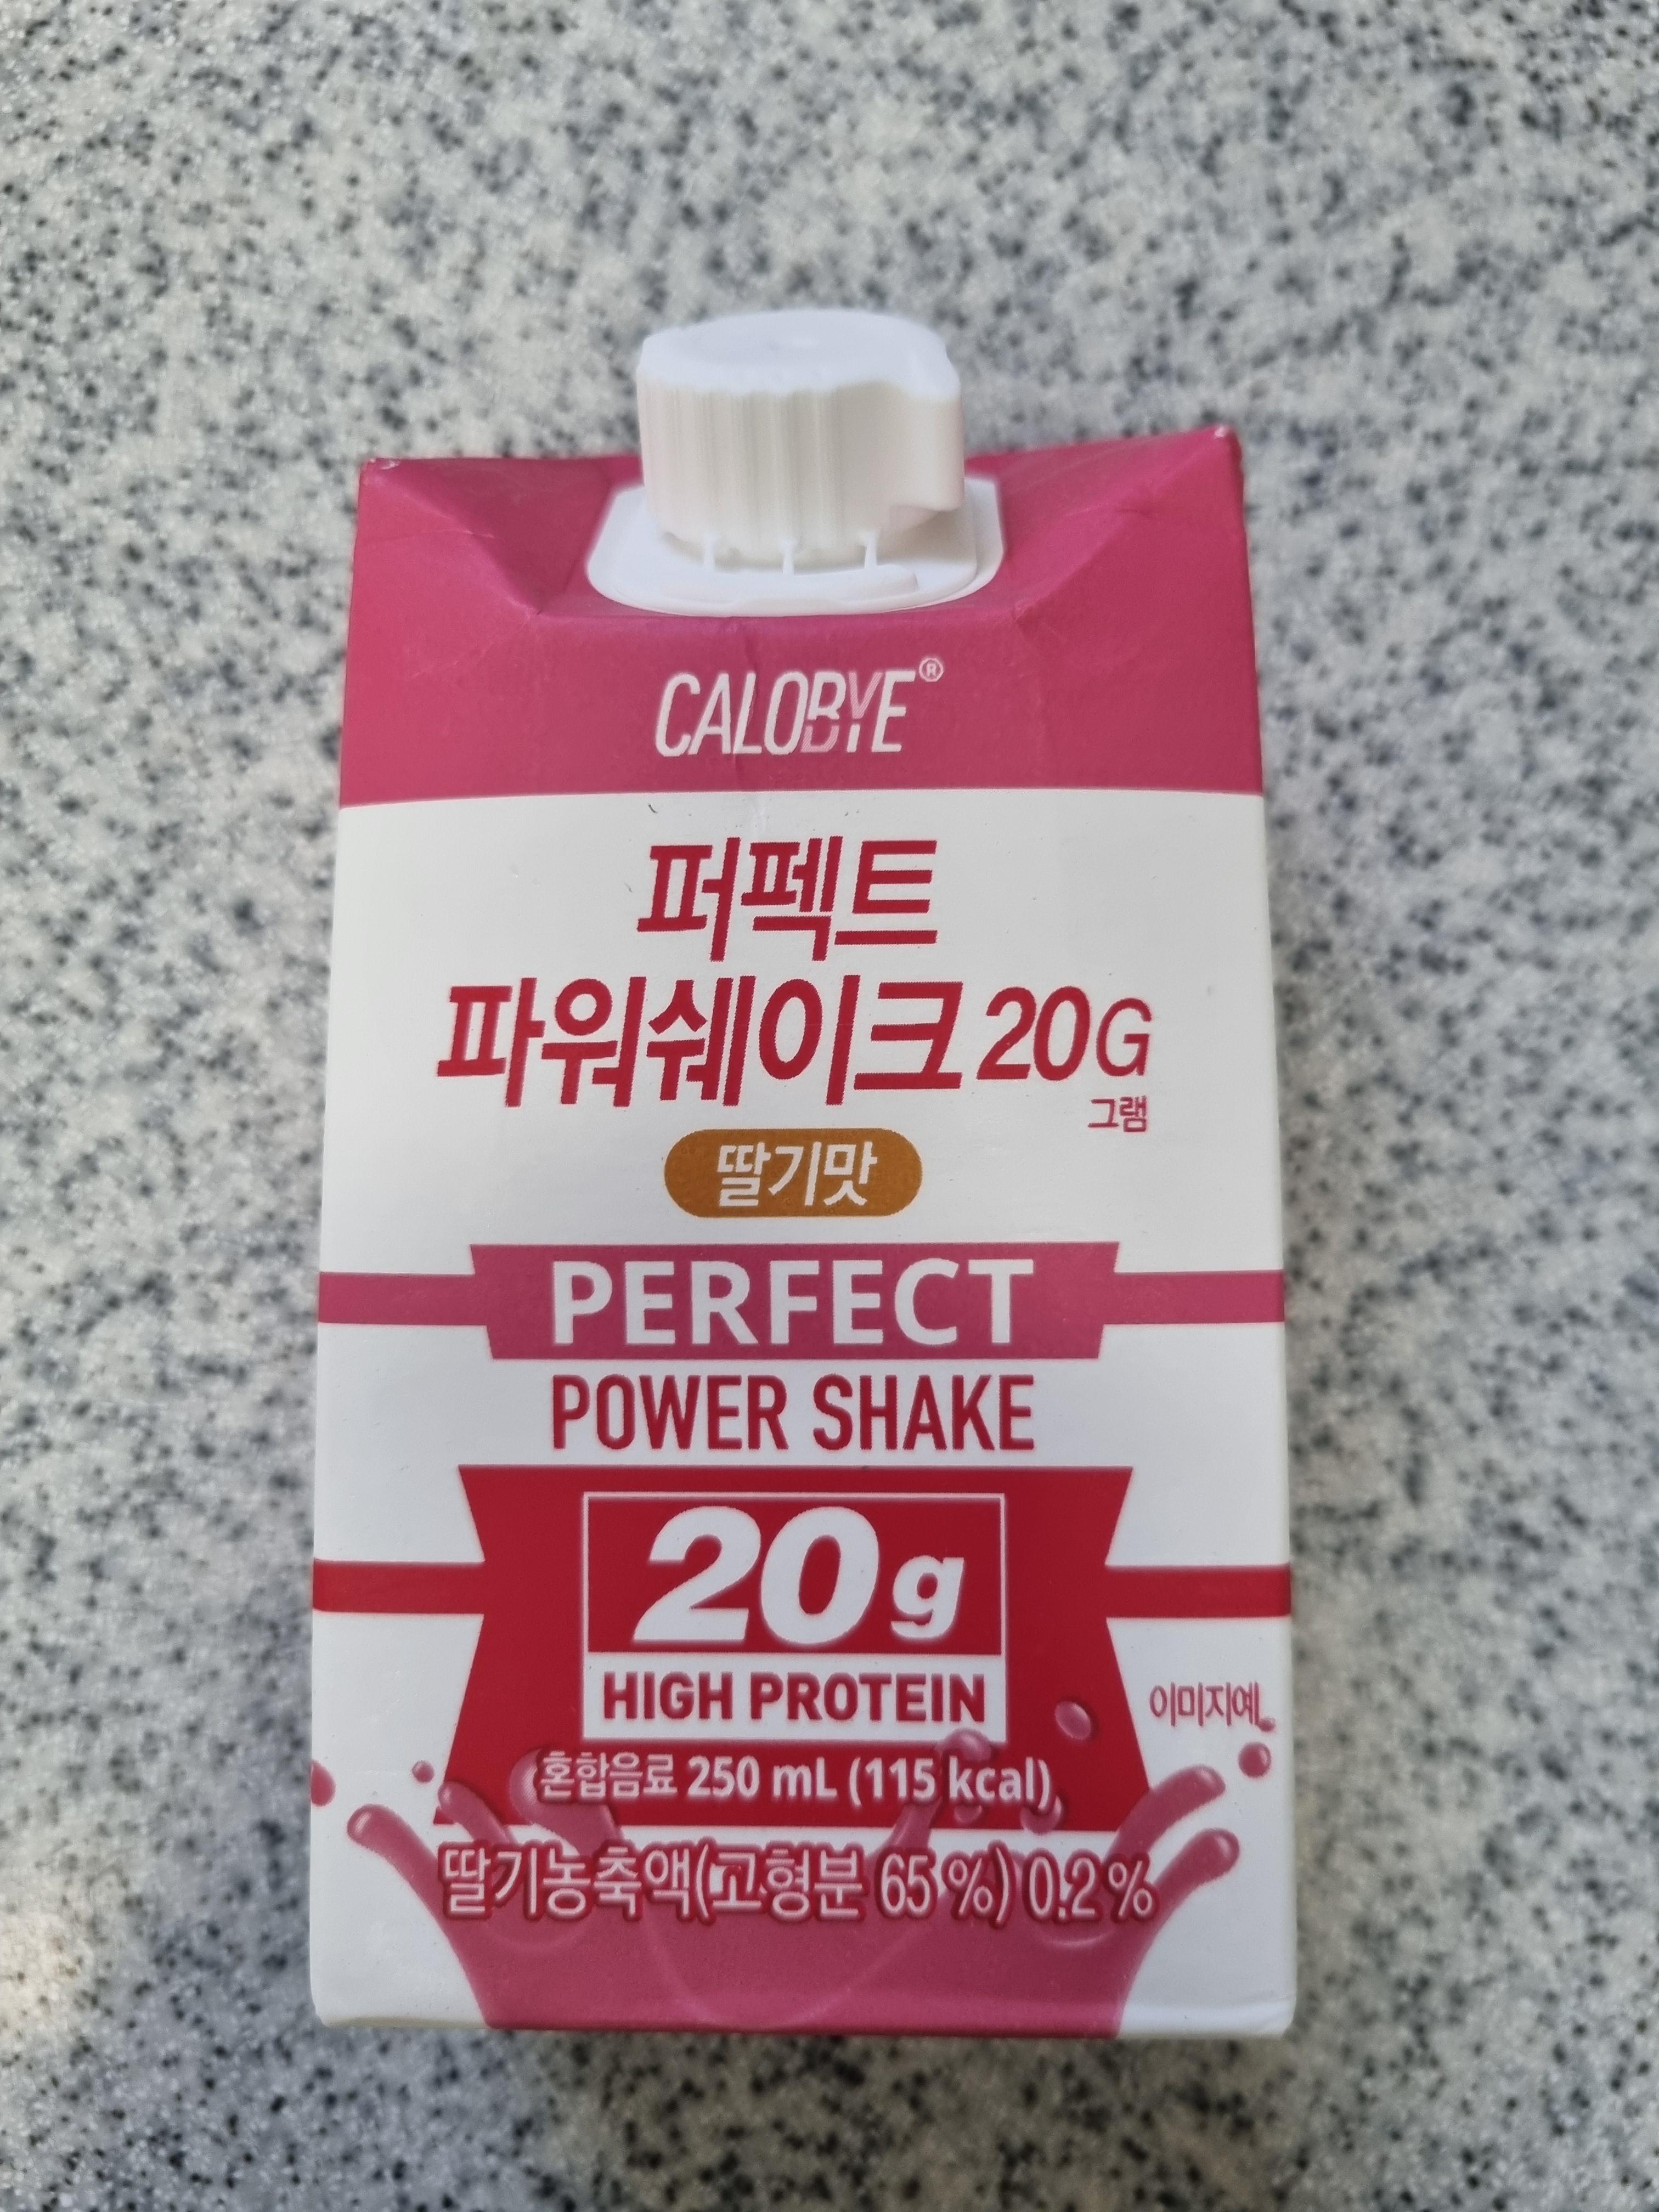 CALOBYE®
퍼펙트
파워쉐이크 20G
그램
딸기맛
PERFECT
POWER SHAKE
20g
HIGH PROTEIN
이미지예
혼합음료 250 mL (115 kcal)
딸기농축액(고형분 65 %) 0.2 %